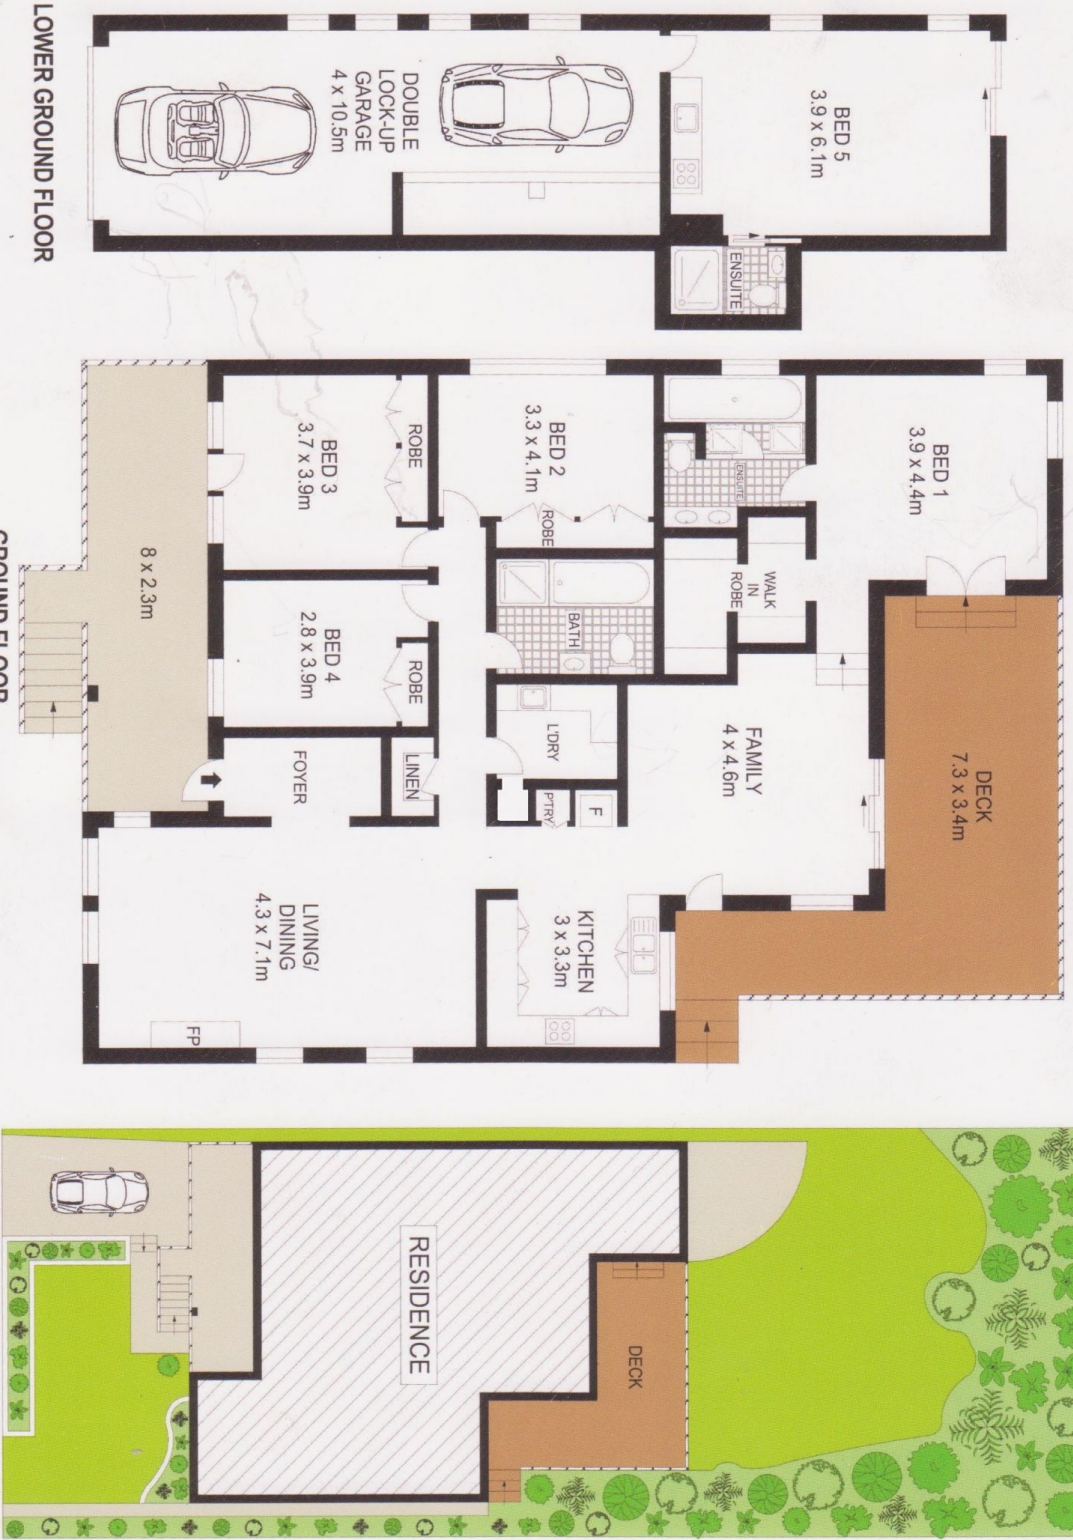 LOWER GROUND FLOOR
DOUBLE
LOCK-UP
GARAGE
4 x 10.5m
BED 5
3.9 x 6.1m
ENSUITE
GROUND FLOOR
8 x 2.3m
BED 3
3.7 x 3.9m
ROBE
BED 2
3.3 x 4.1m
ROBE
ENSUITE
BED 1
3.9 x 4.4m
WALK
IN
ROBE
BED 4
2.8 x 3.9m
ROBE
BATH
FOYER
LINEN
L'DRY
P'TRY
F
FAMILY
4 x 4.6m
DECK
7.3 x 3.4m
LIVING/
DINING
4.3 x 7.1m
FP
KITCHEN
3 x 3.3m
RESIDENCE
DECK